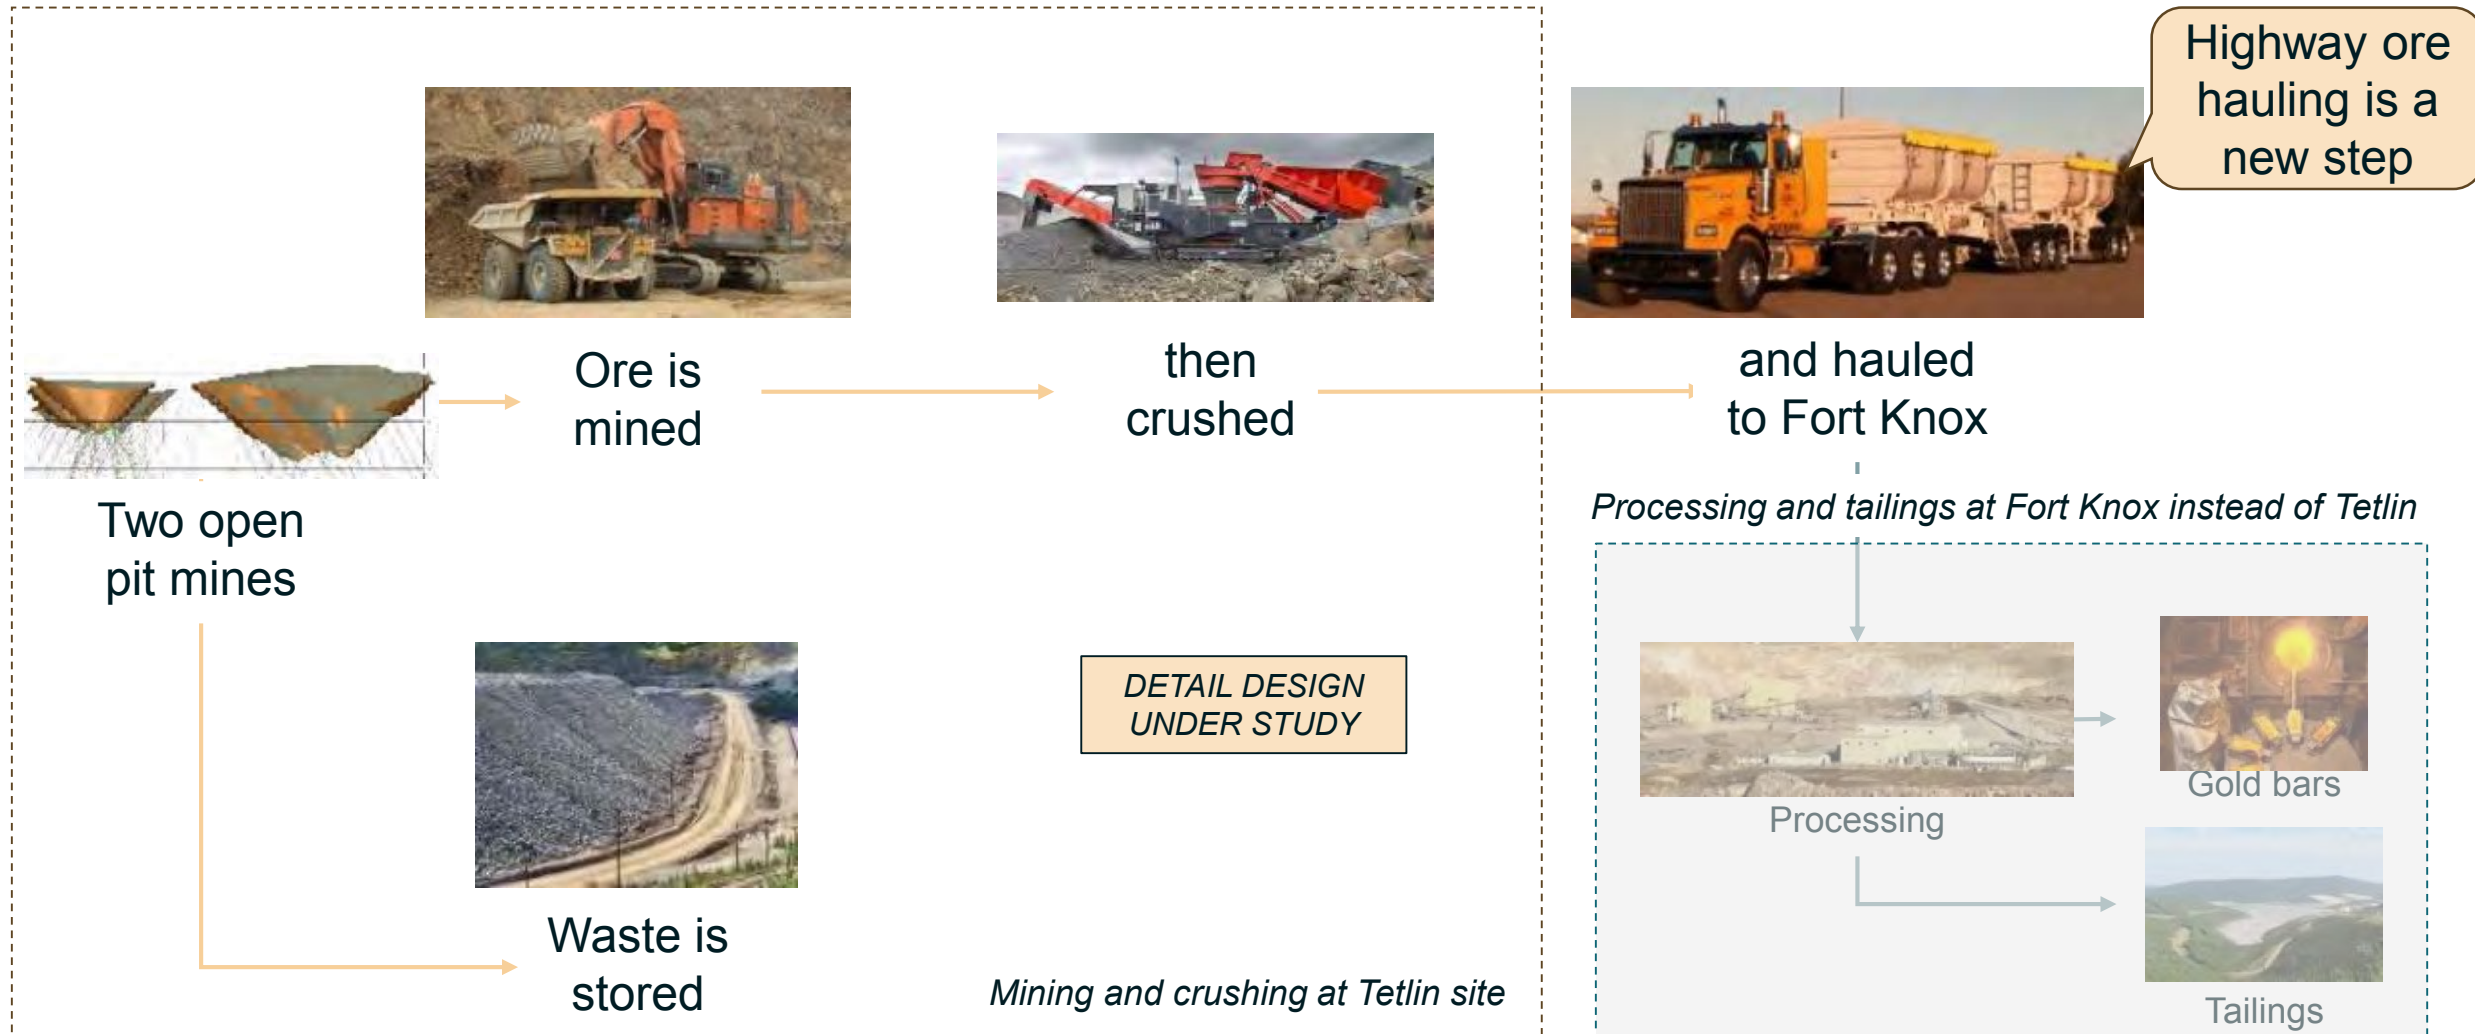 Highway ore
hauling is a
new step
Ore is
mined
then
crushed
and hauled
to Fort Knox
Two open
pit mines
Processing and tailings at Fort Knox instead of Tetlin
DETAIL DESIGN
UNDER STUDY
Gold bars
Processing
Waste is
stored
Mining and crushing at Tetlin site
Tailings